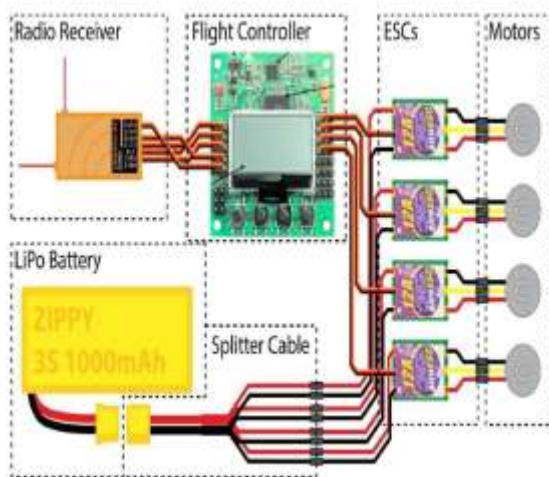 Radio Receiver
Flight Controller
ESCs
Motors
LiPo Battery
ZIPPY
3S 1000mAh
Splitter Cable